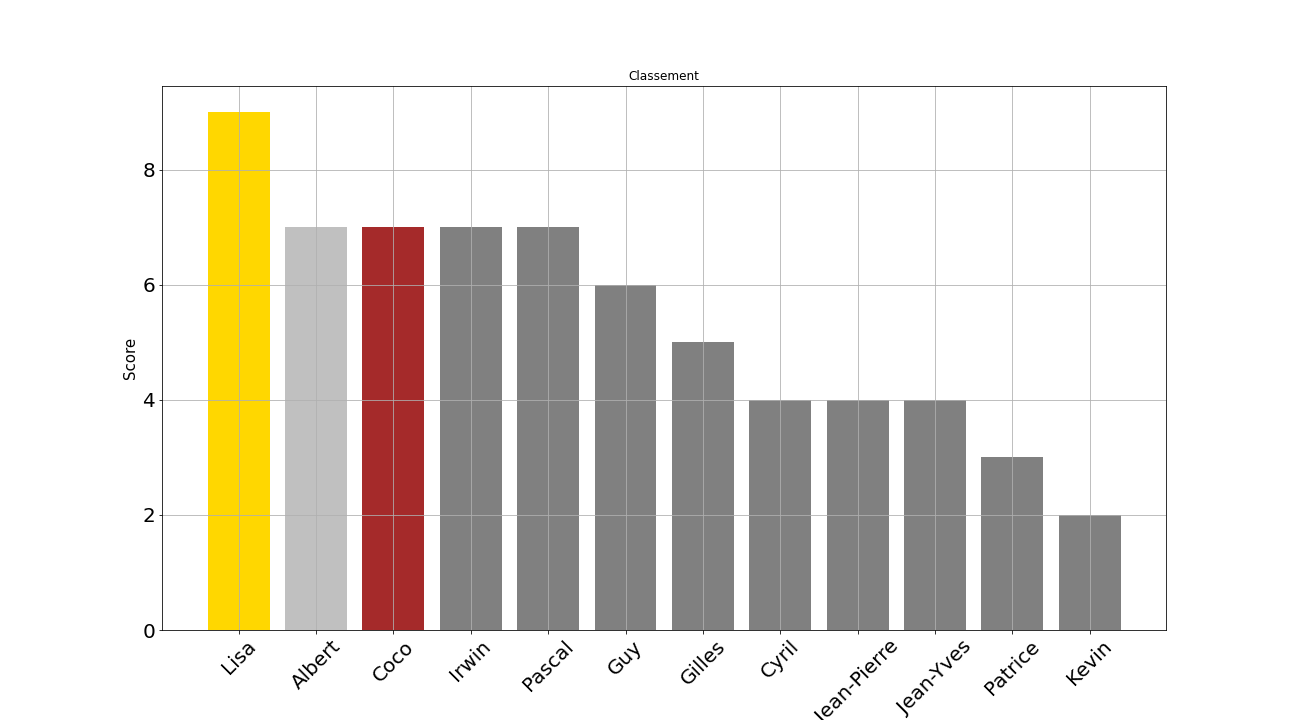 Classement
Score
8
6
4
2
0
Lisa
Albert
Coco
Irwin
Pascal
Guy
Gilles
Cyril
Jean-Pierre
Jean-Yves
Patrice
Kevin